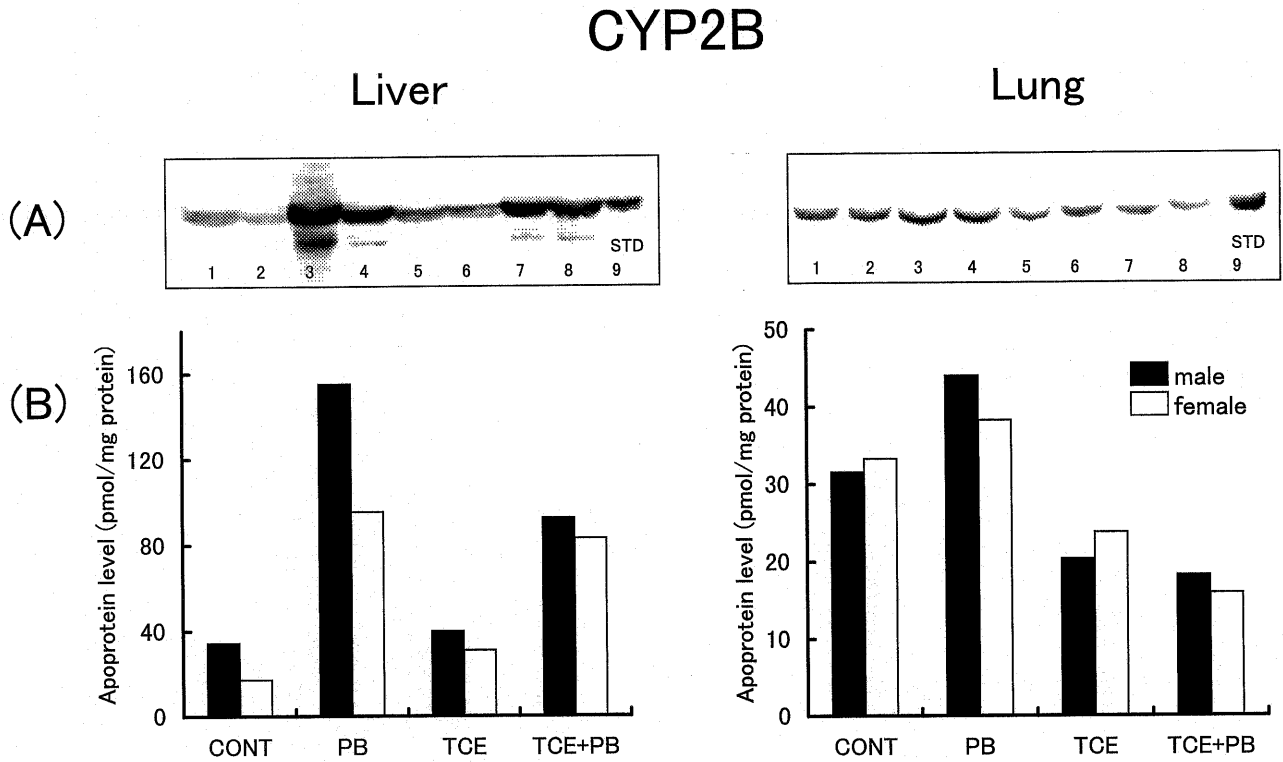 CYP2B
Liver
Lung
(A)
STD
1 2 3 4 5 6 7 8 9
STD
1 2 3 4 5 6 7 8 9
(B)
Apoprotein level (pmol/mg protein)
160
120
80
40
0
CONT PB TCE TCE+PB
Apoprotein level (pmol/mg protein)
50
40
30
20
10
0
male
female
CONT PB TCE TCE+PB